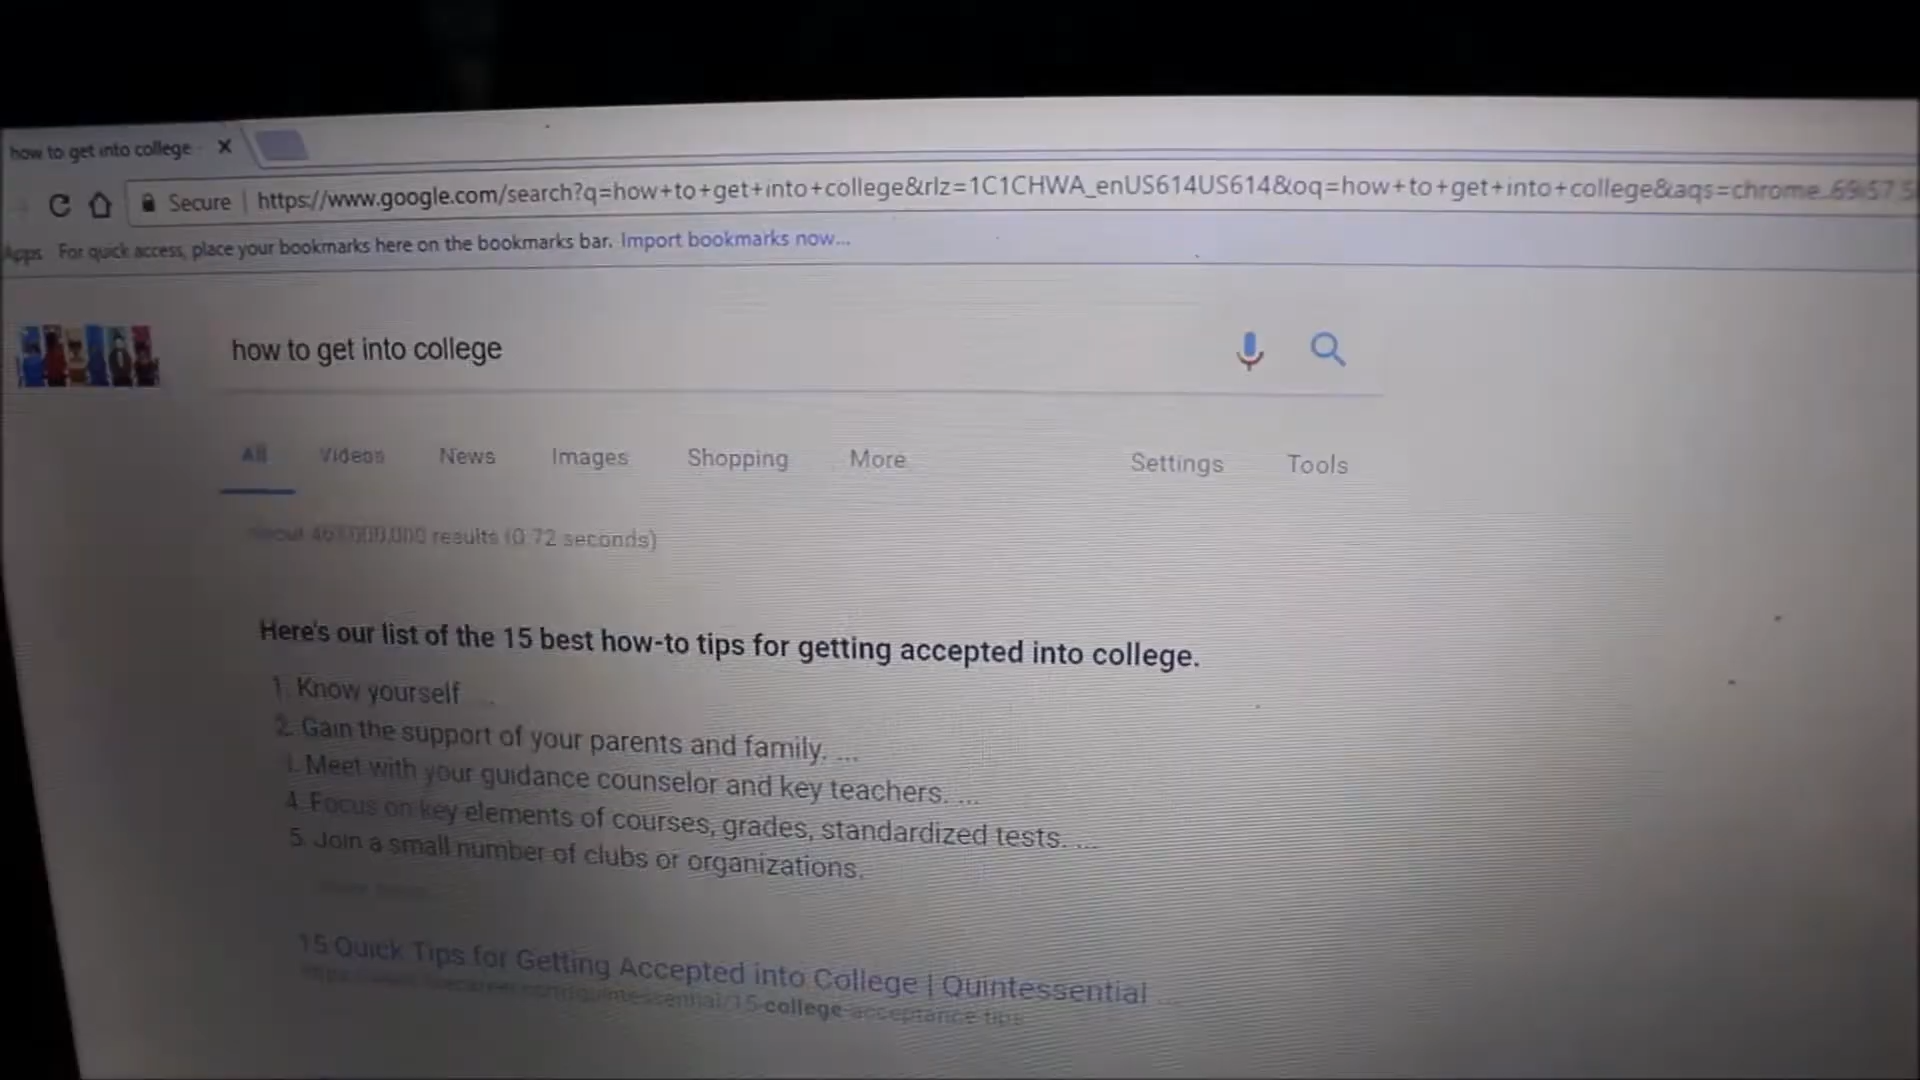 how to get into college
Secure https://www.google.com/search?q=how+to+get+into+college&rlz=1C1CHWA_enUS614US614&oq=how+to+get+into+college&aqs=chrome..69i57
Apps For quick access, place your bookmarks here on the bookmarks bar. Import bookmarks now...
how to get into college
All Videos News Images Shopping More Settings Tools
results (0.72 seconds)
Here's our list of the 15 best how-to tips for getting accepted into college.
1. Know yourself ...
2. Gain the support of your parents and family. ...
Meet with your guidance counselor and key teachers. ...
4. Focus on key elements of courses, grades, standardized tests. ...
5. Join a small number of clubs or organizations.
15 Quick Tips for Getting Accepted into College | Quintessential ...
quintessential/15-college-acceptance-tips